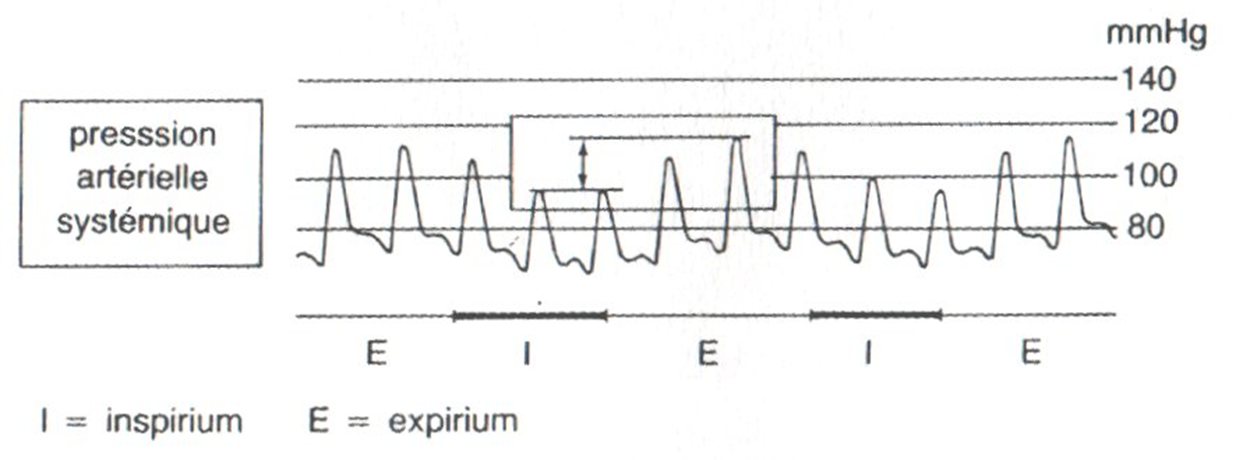 mmHg
140
120
100
80
presssion
artérielle
systémique
E I E I E
I = inspirium E = expirium